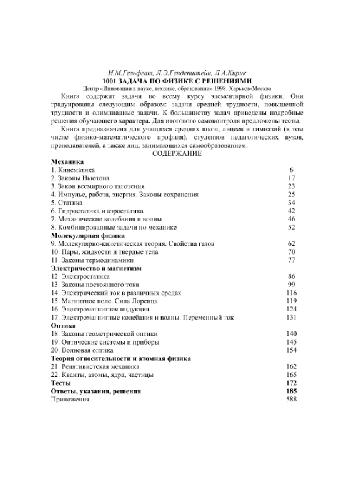 И.М.Гельфгат, Л.Э.Генденштейн, Л.А.Кирик
1001 ЗАДАЧА ПО ФИЗИКЕ С РЕШЕНИЯМИ
Центр «Инновации в науке, технике, образовании» 1998, Харьков-Москва
Книга содержит задачи по всему курсу элементарной физики. Они
градуированы следующим образом: задачи средней трудности, повышенной
трудности и олимпиадные задачи. К большинству задач приведены подробные
решения обучающего характера. Для итогового самоконтроля предложены тесты.
Книга предназначена для учащихся средних школ, лицеев и гимназий (в том
числе физико-математического профиля), студентов педагогических вузов,
преподавателей, а также лиц, занимающихся самообразованием.
СОДЕРЖАНИЕ
Механика
1. Кинематика 6
2. Законы Ньютона 17
3. Закон всемирного тяготения 23
4. Импульс, работа, энергия. Законы сохранения 25
5. Статика 34
6. Гидростатика и аэростатика 42
7. Механические колебания и волны 46
8. Комбинированные задачи по механике 52
Молекулярная физика
9. Молекулярно-кинетическая теория. Свойства газов 62
10. Пары, жидкости и твердые тела 70
11. Законы термодинамики 77
Электричество и магнетизм
12. Электростатика 86
13. Законы постоянного тока 99
14. Электрический ток в различных средах 116
15. Магнитное поле. Сила Лоренца 119
16. Электромагнитная индукция 124
17. Электромагнитные колебания и волны. Переменный ток 131
Оптика
18. Законы геометрической оптики 140
19. Оптические системы и приборы 145
20. Волновая оптика 154
Теория относительности и атомная физика
21. Релятивистская механика 162
22. Кванты, атомы, ядра, частицы 165
Тесты 172
Ответы, указания, решения 185
Приложения 588